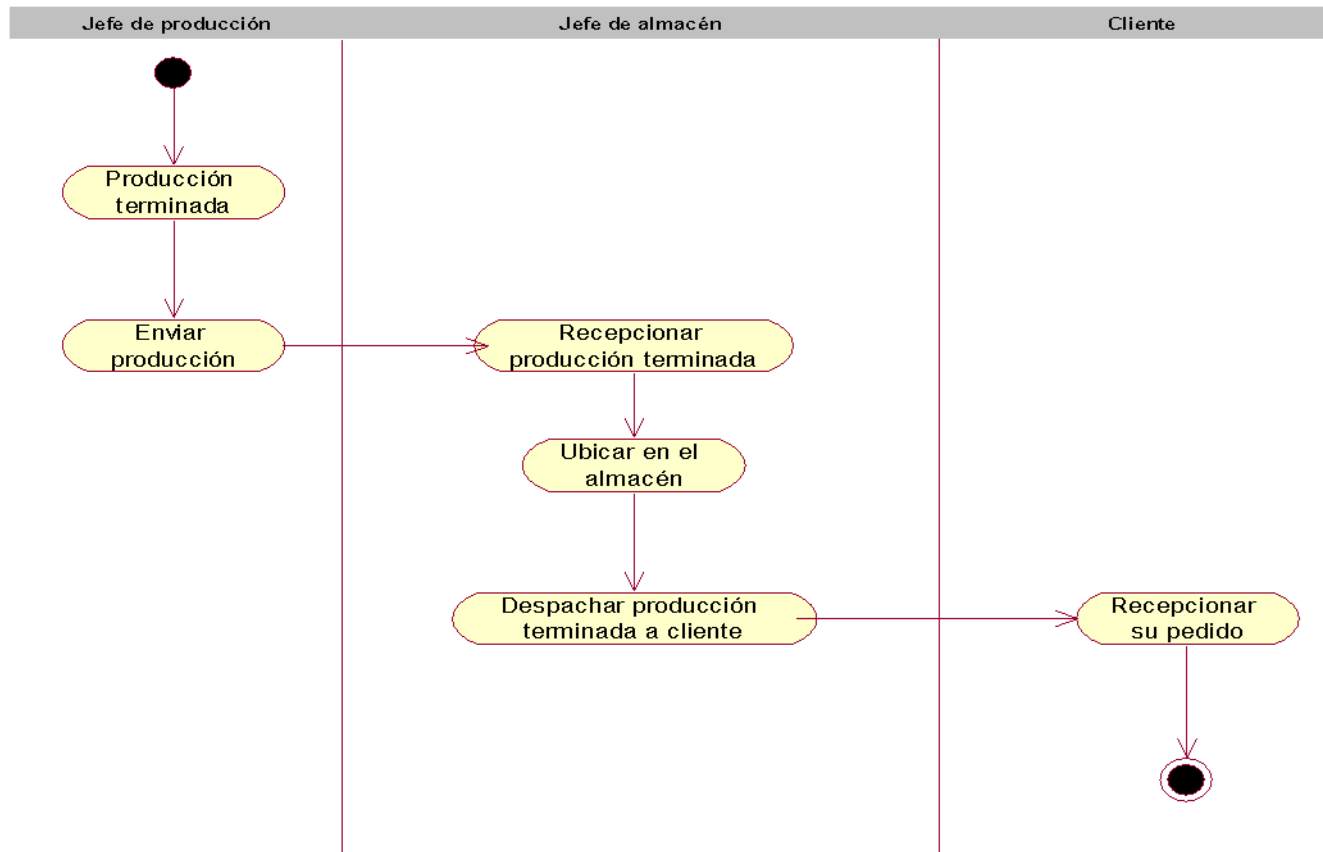 Jefe de producción
Jefe de almacén
Cliente
Producción
terminada
Enviar
producción
Recepcionar
producción terminada
Ubicar en el
almacén
Despachar producción
terminada a cliente
Recepcionar
su pedido